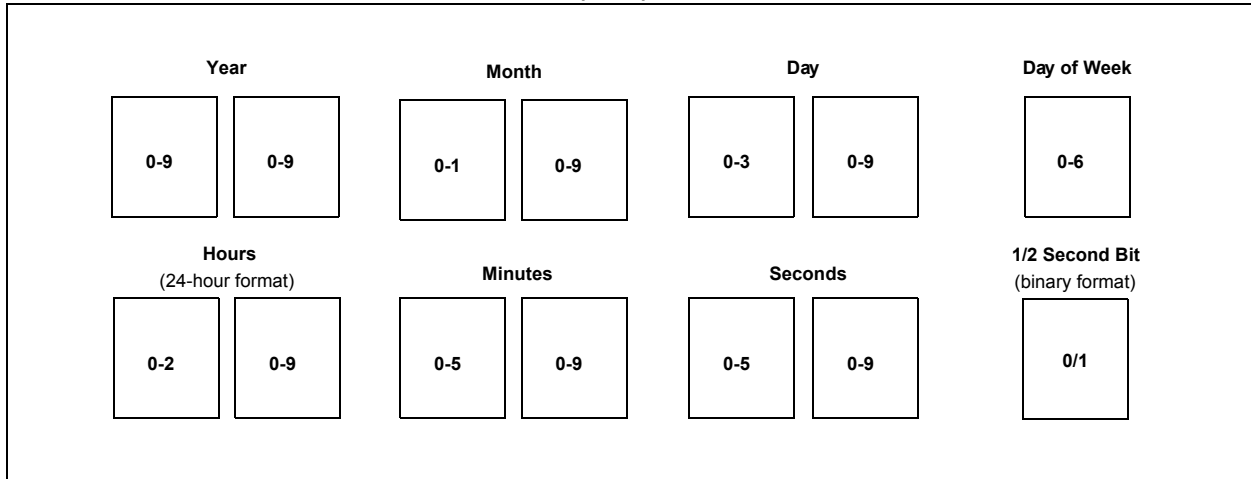 Year Month Day Day of Week
0-9 0-9 0-1 0-9 0-3 0-9 0-6
Hours Minutes Seconds 1/2 Second Bit
(24-hour format) (binary format)
0-2 0-9 0-5 0-9 0-5 0-9 0/1